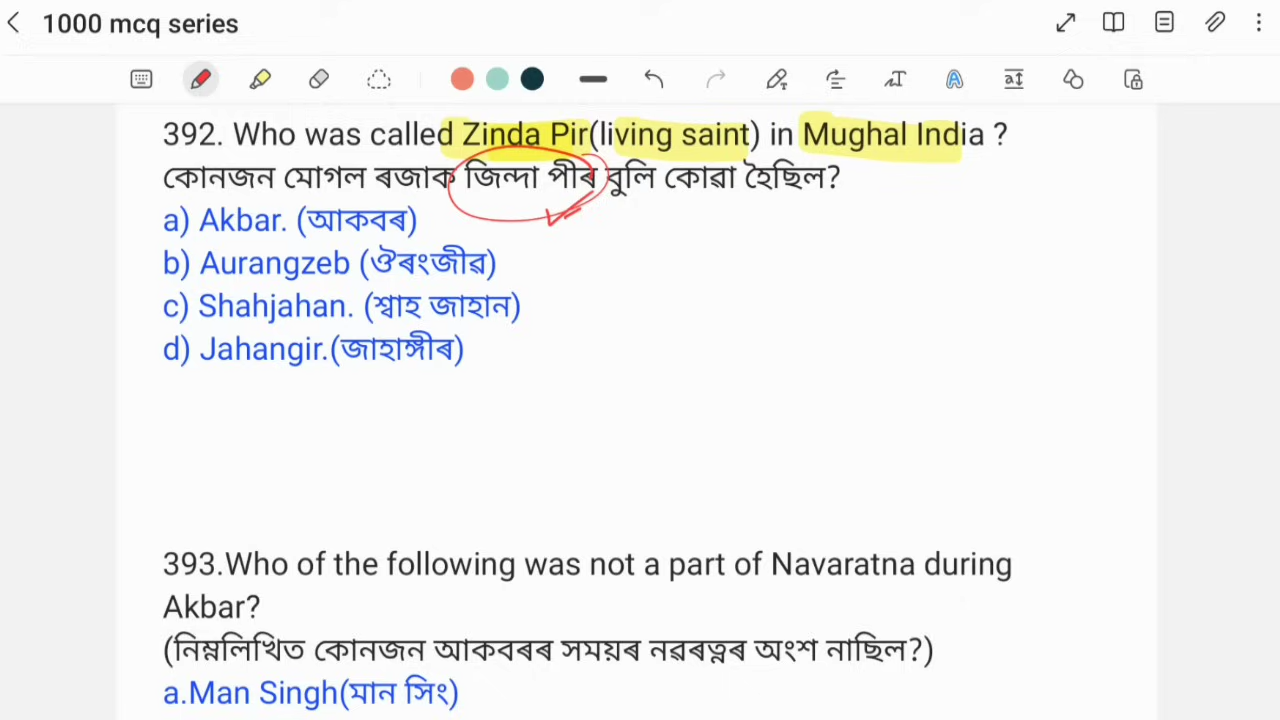 1000 mcq series
392. Who was called Zinda Pir(living saint) in Mughal India ?
কোনজন মোগল ৰজাক জিন্দা পীৰ বুলি কোৱা হৈছিল?
a) Akbar. (আকবৰ)
b) Aurangzeb (ঔৰংজীৱ)
c) Shahjahan. (শ্বাহ জাহান)
d) Jahangir.(জাহাঙ্গীৰ)
393.Who of the following was not a part of Navaratna during
Akbar?
(নিম্নলিখিত কোনজন আকবৰৰ সময়ৰ নৱৰত্নৰ অংশ নাছিল?)
a.Man Singh(মান সিং)